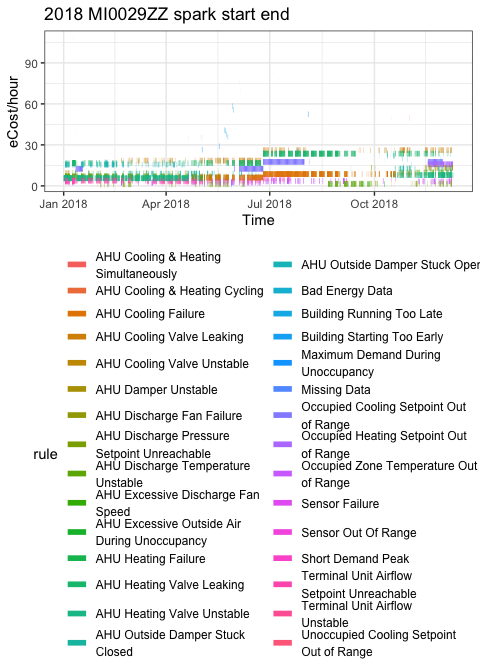 2018 MI0029ZZ spark start end
eCost/hour
90
60
30
0
Jan 2018
Apr 2018
Jul 2018
Oct 2018
Time
rule
AHU Cooling & Heating
Simultaneously
AHU Cooling & Heating Cycling
AHU Cooling Failure
AHU Cooling Valve Leaking
AHU Cooling Valve Unstable
AHU Damper Unstable
AHU Discharge Fan Failure
AHU Discharge Pressure
Setpoint Unreachable
AHU Discharge Temperature
Unstable
AHU Excessive Discharge Fan
Speed
AHU Excessive Outside Air
During Unoccupancy
AHU Heating Failure
AHU Heating Valve Leaking
AHU Heating Valve Unstable
AHU Outside Damper Stuck
Closed
AHU Outside Damper Stuck Oper
Bad Energy Data
Building Running Too Late
Building Starting Too Early
Maximum Demand During
Unoccupancy
Missing Data
Occupied Cooling Setpoint Out
of Range
Occupied Heating Setpoint Out
of Range
Occupied Zone Temperature Out
of Range
Sensor Failure
Sensor Out Of Range
Short Demand Peak
Terminal Unit Airflow
Setpoint Unreachable
Terminal Unit Airflow
Unstable
Unoccupied Cooling Setpoint
Out of Range